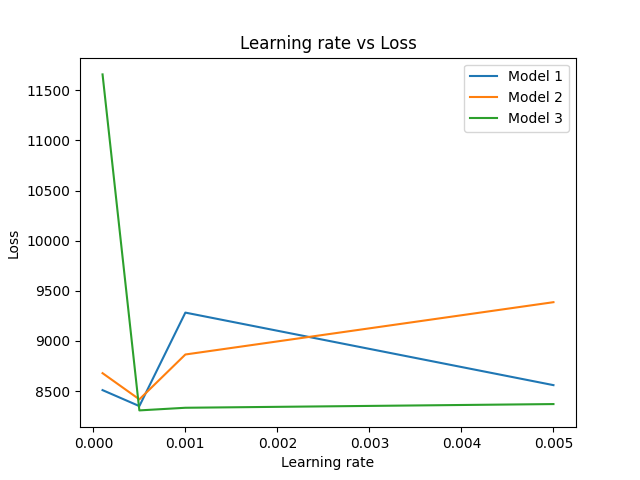 Learning rate vs Loss
Model 1
Model 2
Model 3
11500
11000
10500
10000
9500
9000
8500
Loss
0.000 0.001 0.002 0.003 0.004 0.005
Learning rate